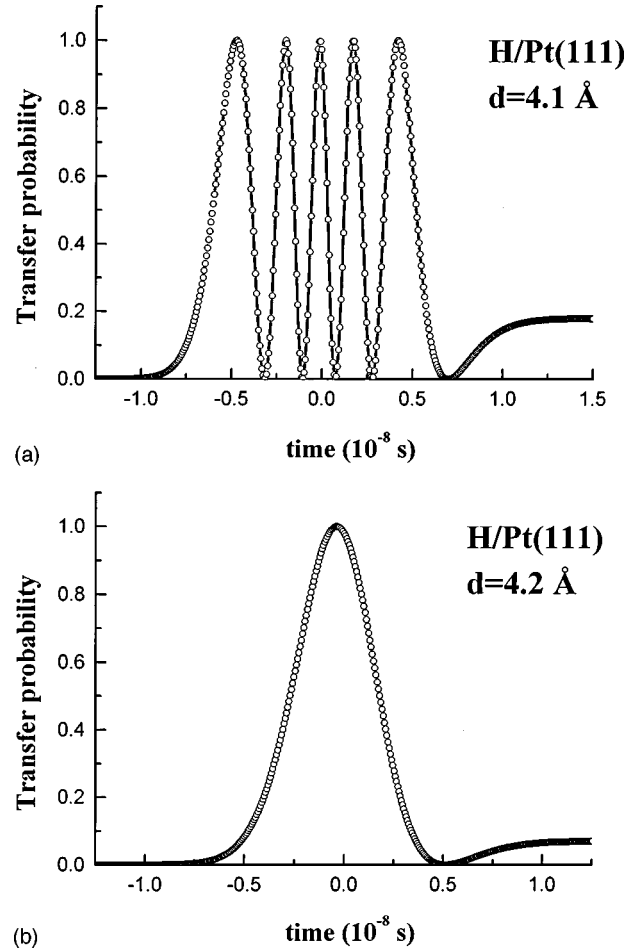 H/Pt(111)
d=4.1 Å
Transfer probability
1.0
0.8
0.6
0.4
0.2
0.0
-1.0 -0.5 0.0 0.5 1.0 1.5
time (10⁻⁸ s)
(a)
H/Pt(111)
d=4.2 Å
Transfer probability
1.0
0.8
0.6
0.4
0.2
0.0
-1.0 -0.5 0.0 0.5 1.0
time (10⁻⁸ s)
(b)